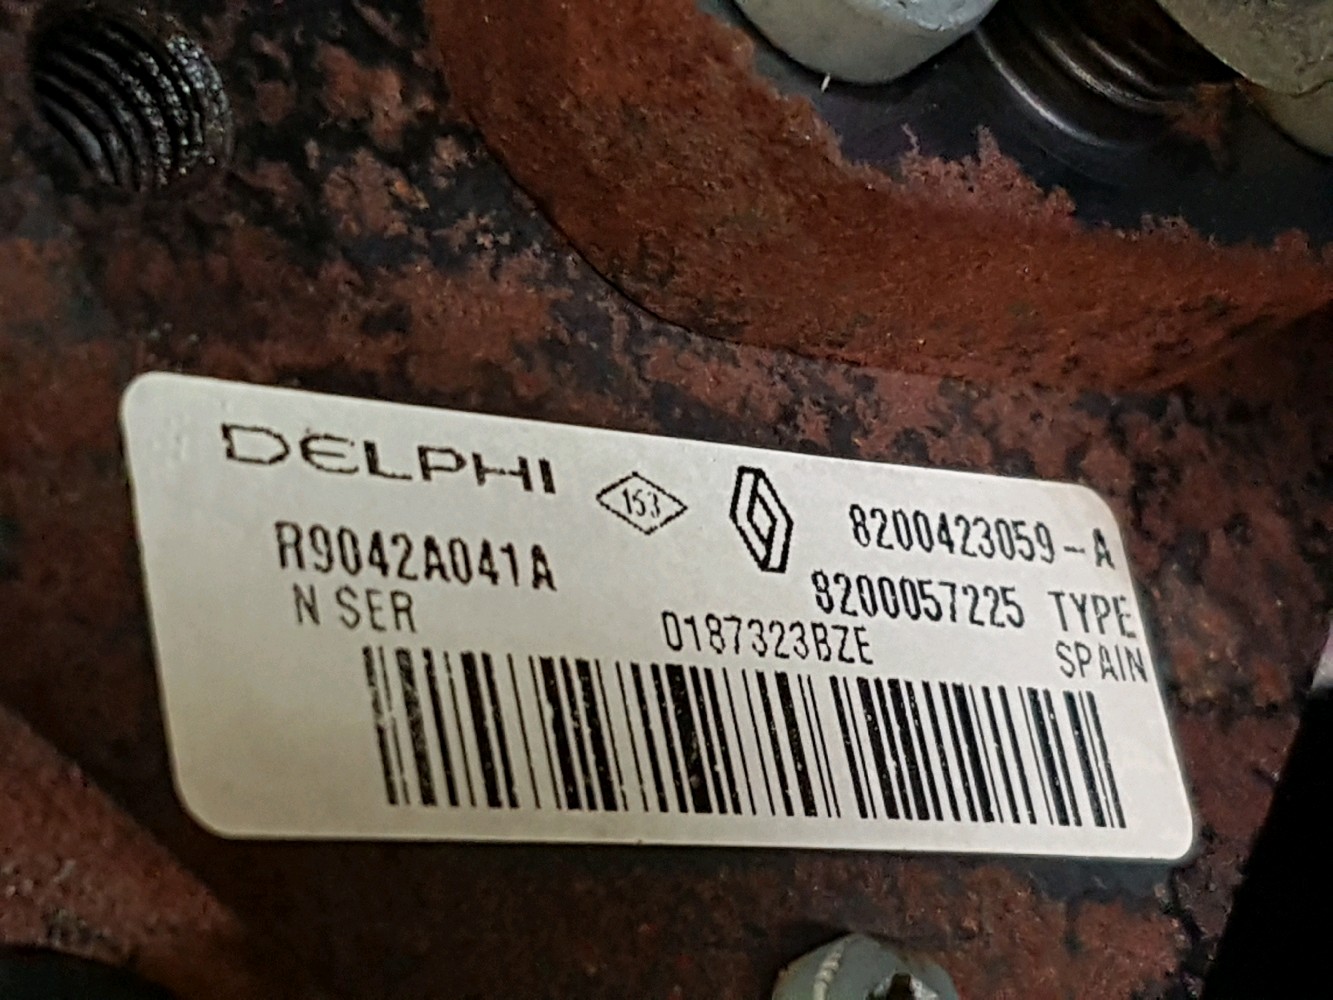 DELPHI 153 8200423059-A
R9042A041A 8200057225 TYPE
N SER 0187323BZE SPAIN